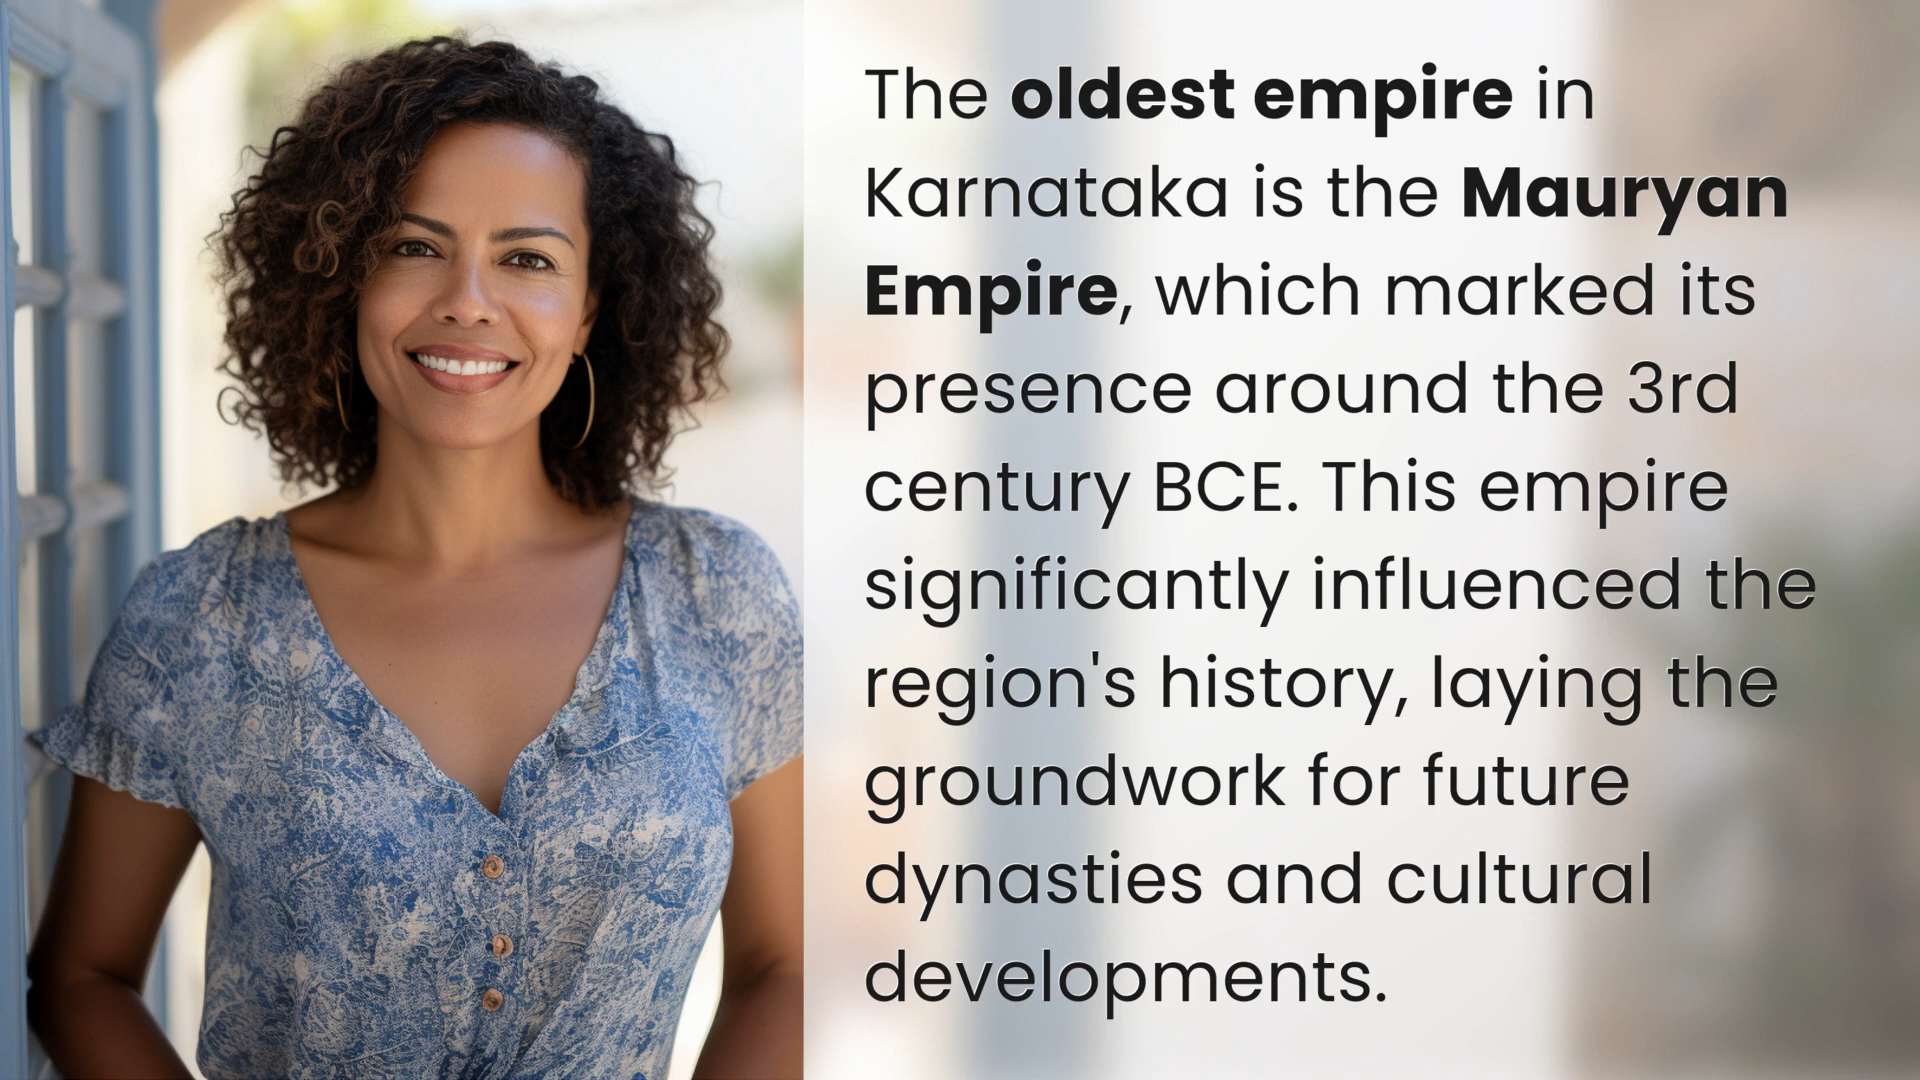 The oldest empire in
Karnataka is the Mauryan
Empire, which marked its
presence around the 3rd
century BCE. This empire
significantly influenced the
region's history, laying the
groundwork for future
dynasties and cultural
developments.